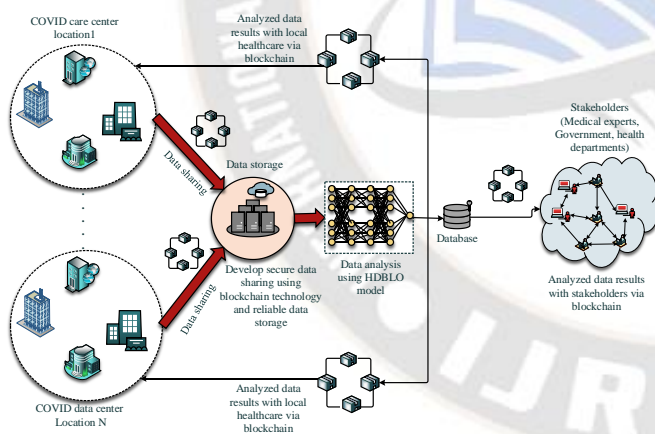 COVID care center
location1
Analyzed data
results with local
healthcare via
blockchain
Data sharing
Data storage
Stakeholders
(Medical experts,
Government, health
departments)
Database
Data analysis
using HDBLO
model
Develop secure data
sharing using
blockchain technology
and reliable data
storage
Analyzed data results
with stakeholders via
blockchain
Data sharing
Analyzed data
results with local
healthcare via
blockchain
COVID data center
Location N
NATIONA
IJR